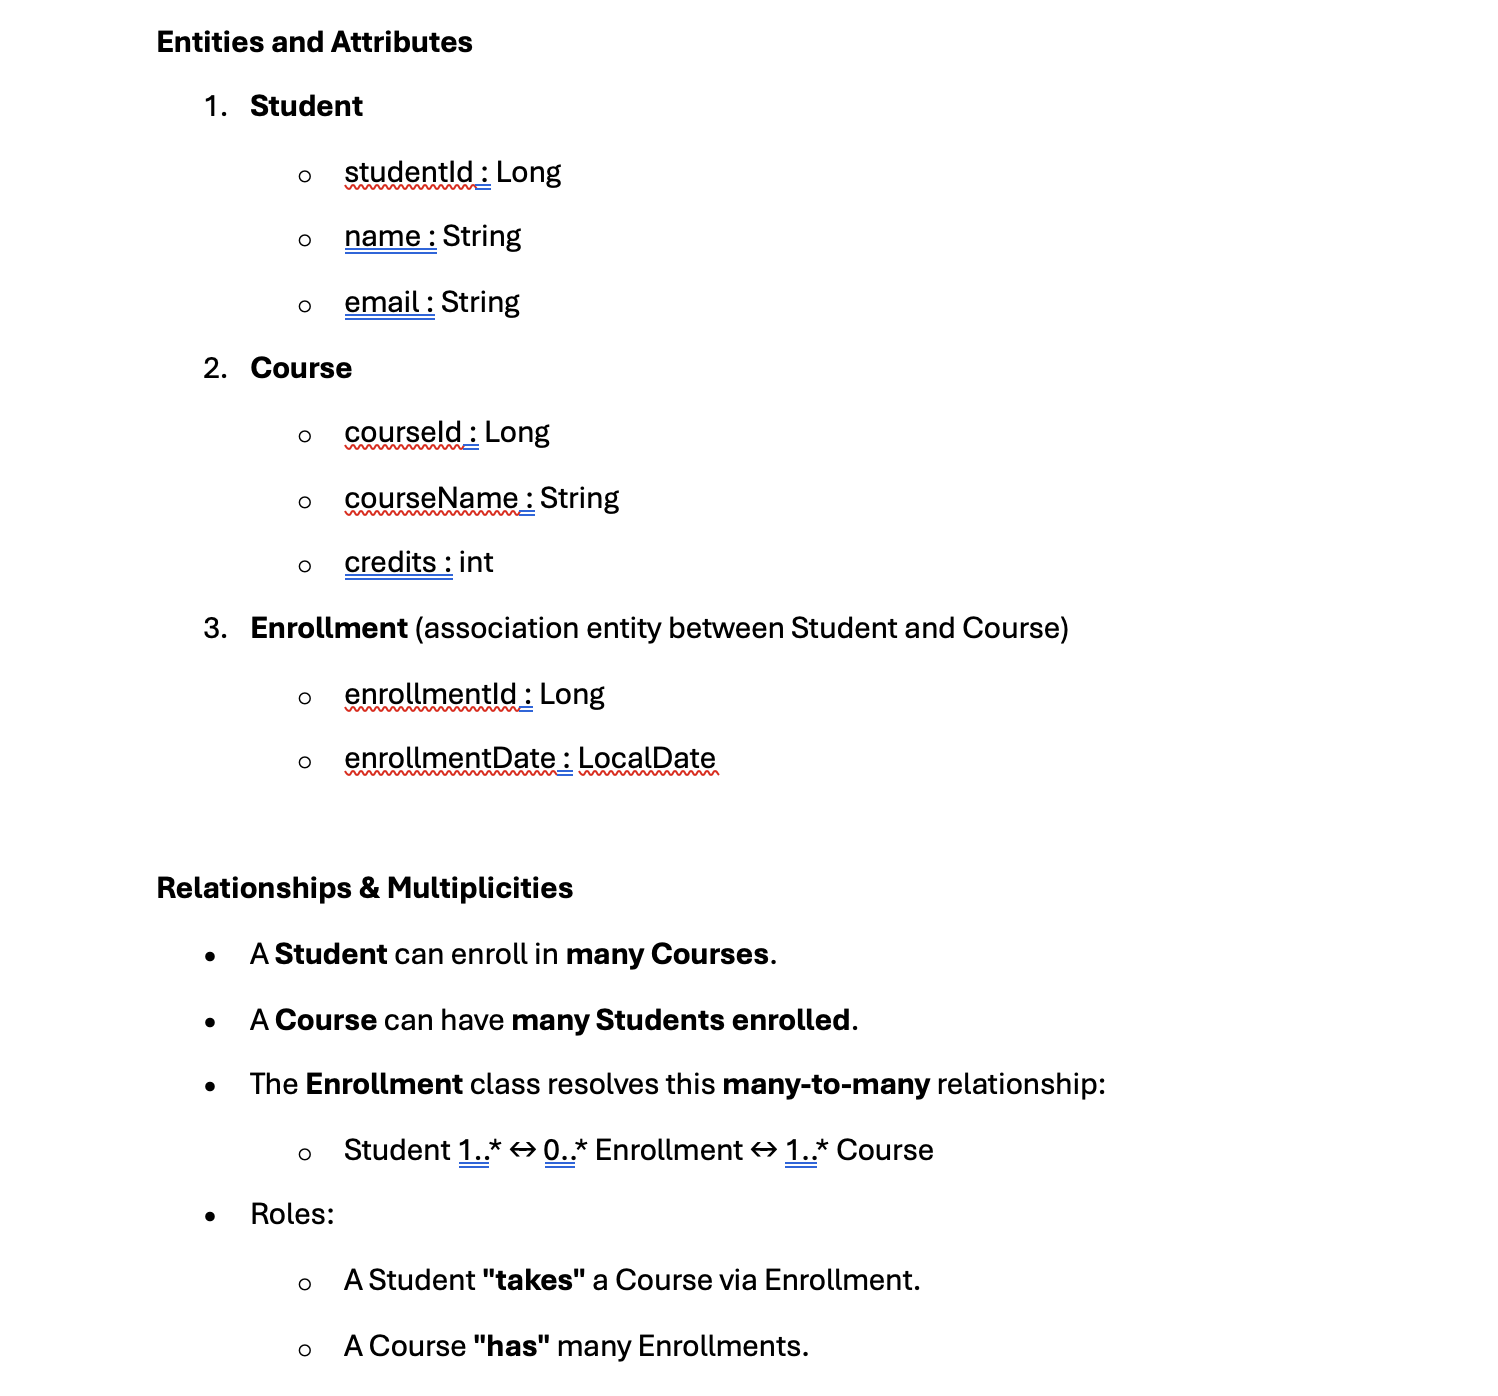 Entities and Attributes
1. Student
o studentId : Long
o name : String
o email : String
2. Course
o courseId : Long
o courseName : String
o credits : int
3. Enrollment (association entity between Student and Course)
o enrollmentId : Long
o enrollmentDate : LocalDate
Relationships & Multiplicities
• A Student can enroll in many Courses.
• A Course can have many Students enrolled.
• The Enrollment class resolves this many-to-many relationship:
o Student 1..* ↔ 0..* Enrollment ↔ 1..* Course
• Roles:
o A Student "takes" a Course via Enrollment.
o A Course "has" many Enrollments.